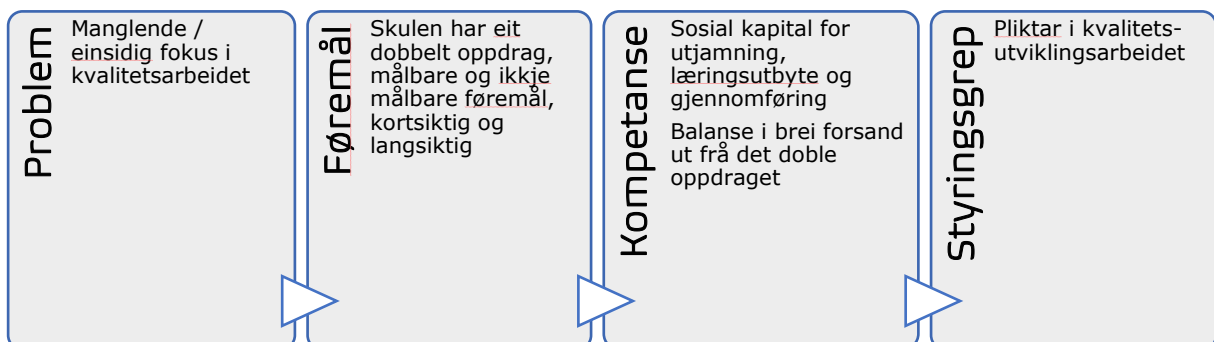 Problem
Manglende /
einsidig fokus i
kvalitetsarbeidet
Føremål
Skulen har eit
dobbelt oppdrag,
målbare og ikkje
målbare føremål,
kortsiktig og
langsiktig
Kompetanse
Sosial kapital for
utjamning,
læringsutbyte og
gjennomføring
Balanse i brei forsand
ut frå det doble
oppdraget
Styringsgrep
Pliktar i kvalitets-
utviklingsarbeidet